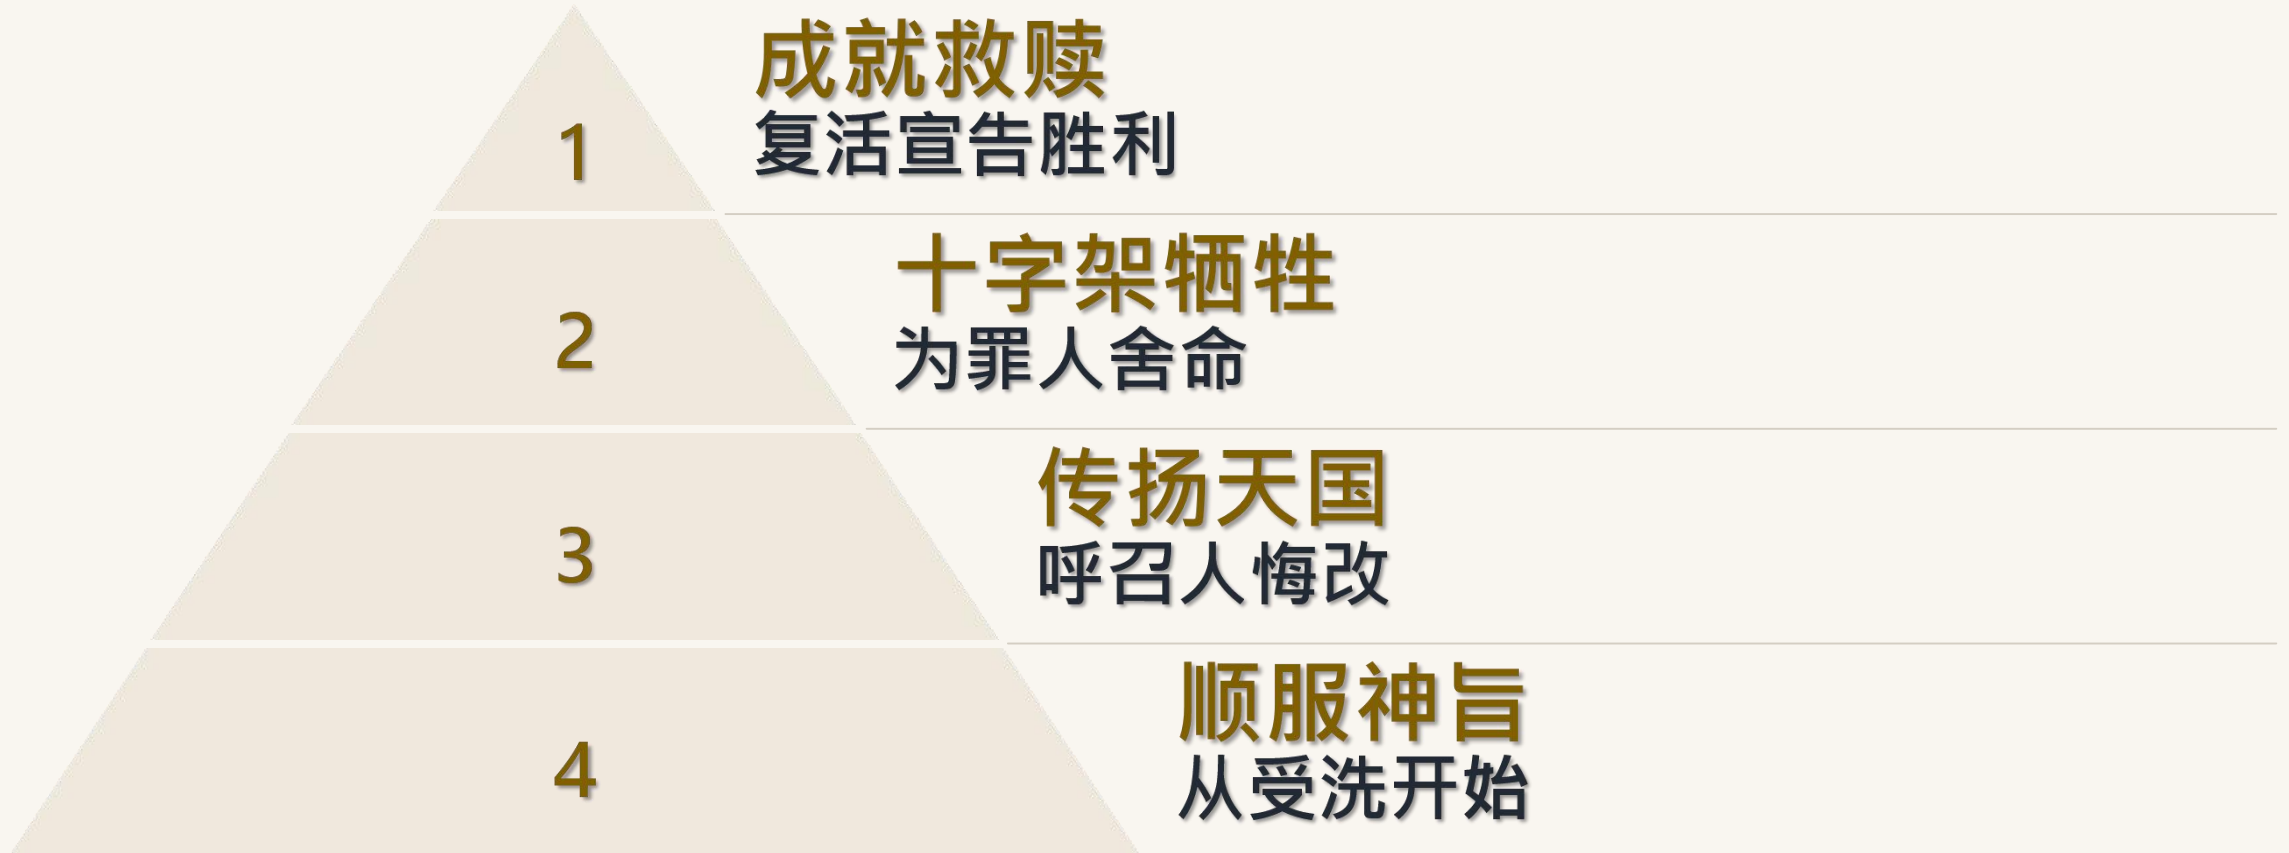 1
成就救赎
复活宣告胜利
2
十字架牺牲
为罪人舍命
3
传扬天国
呼召人悔改
4
顺服神旨
从受洗开始